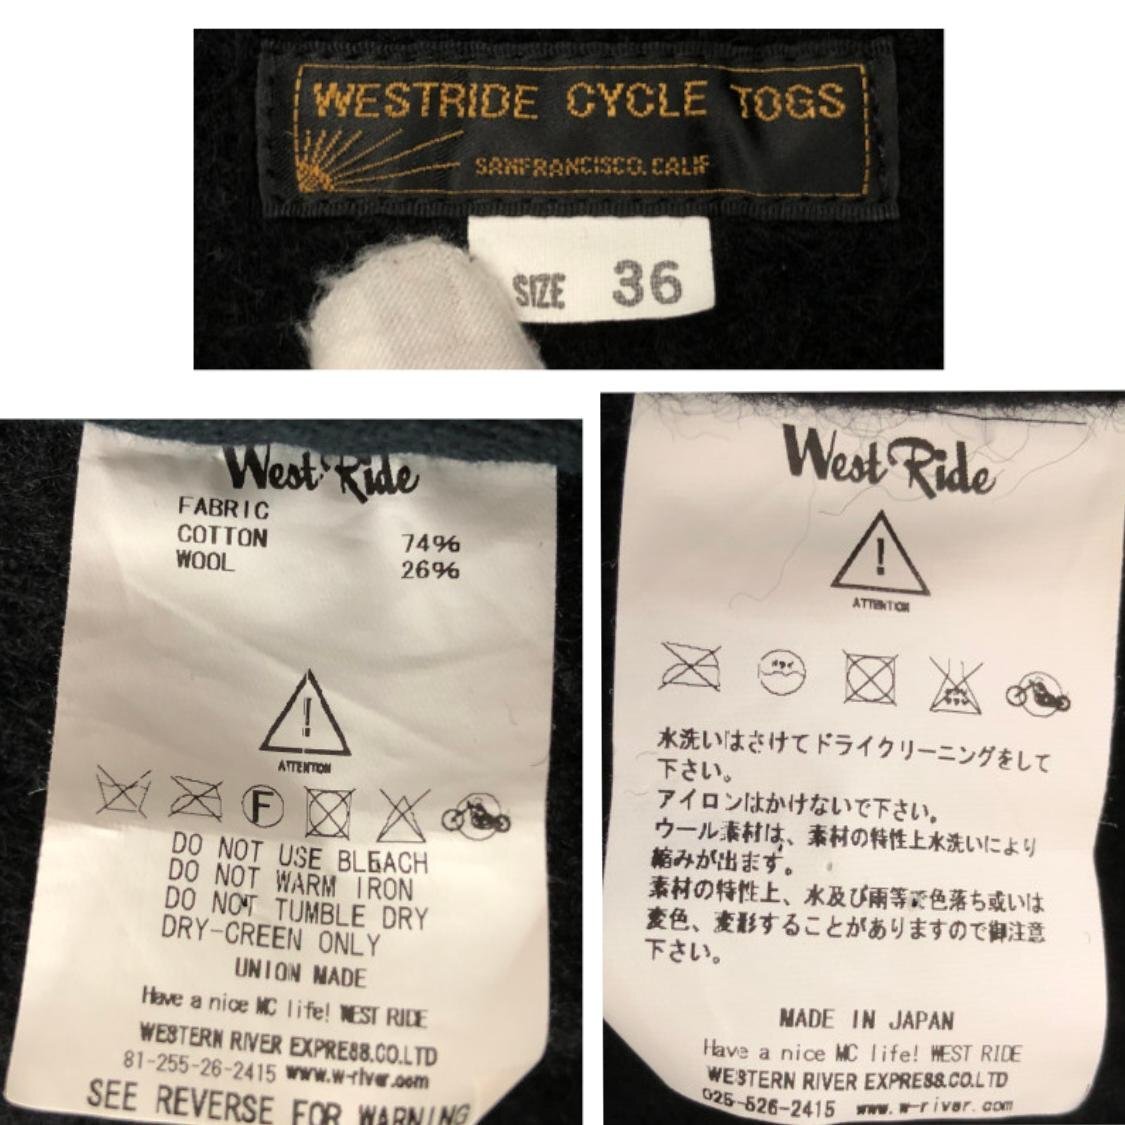 WESTRIDE CYCLE TOGS
SANFRANCISCO.CALIF
SIZE 36
West Ride
FABRIC
COTTON 74%
WOOL 26%
!
ATTENTION
F
DO NOT USE BLEACH
DO NOT WARM IRON
DO NOT TUMBLE DRY
DRY-CREEN ONLY
UNION MADE
Have a nice MC life! WEST RIDE
WESTERN RIVER EXPRESS.CO.LTD
81-255-26-2415 www.w-river.com
SEE REVERSE FOR WARNING
West Ride
!
ATTENTION
ドライ
水洗いはさけてドライクリーニングをして
下さい。
アイロンはかけないで下さい。
ウール素材は、素材の特性上水洗いにより
縮みが出ます。
素材の特性上、水及び雨等で色落ち或いは
変色、変形することがありますので御注意
下さい。
MADE IN JAPAN
Have a nice MC life! WEST RIDE
WESTERN RIVER EXPRESS.CO.LTD
025-526-2415 www.w-river.com